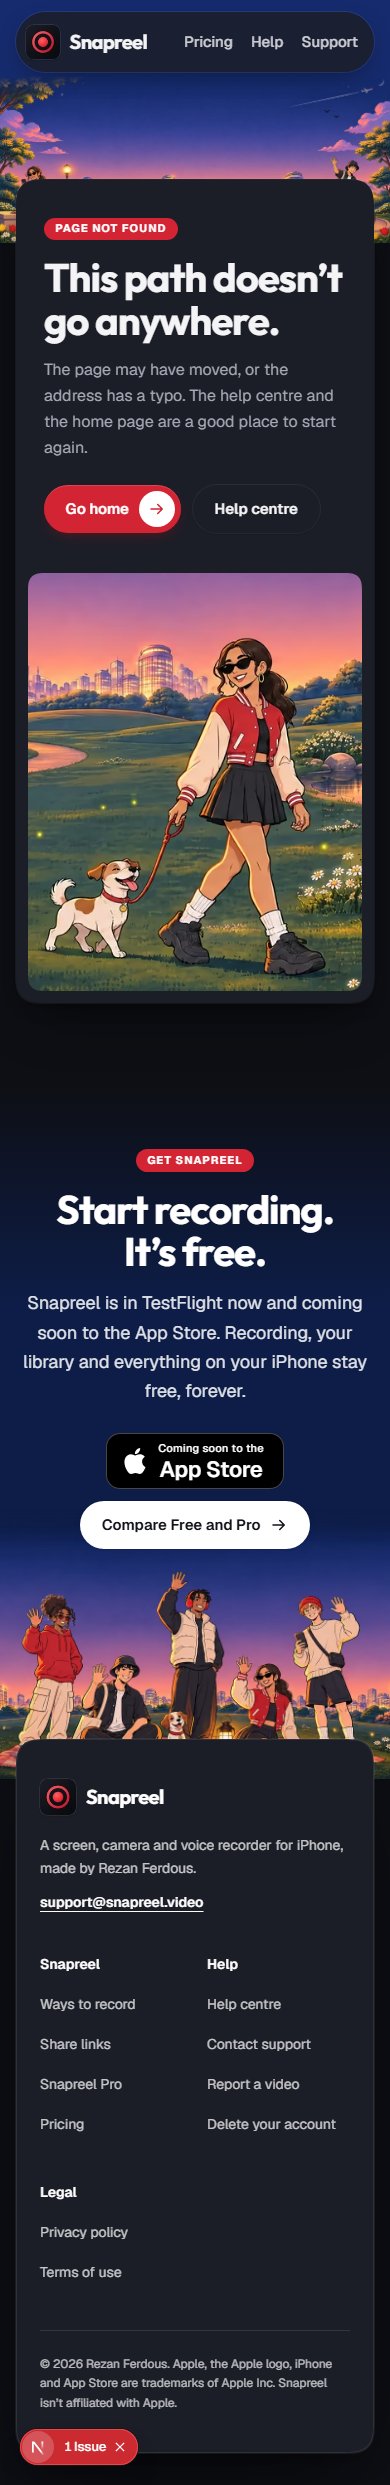 Snapreel Pricing Help Support
PAGE NOT FOUND
This path doesn’t
go anywhere.
The page may have moved, or the
address has a typo. The help centre and
the home page are a good place to start
again.
Go home → Help centre
GET SNAPREEL
Start recording.
It’s free.
Snapreel is in TestFlight now and coming
soon to the App Store. Recording, your
library and everything on your iPhone stay
free, forever.
Coming soon to the
App Store
Compare Free and Pro →
Snapreel
A screen, camera and voice recorder for iPhone,
made by Rezan Ferdous.
support@snapreel.video
Snapreel
Ways to record
Share links
Snapreel Pro
Pricing
Help
Help centre
Contact support
Report a video
Delete your account
Legal
Privacy policy
Terms of use
© 2026 Rezan Ferdous. Apple, the Apple logo, iPhone
and App Store are trademarks of Apple Inc. Snapreel
isn’t affiliated with Apple.
N 1 Issue ×